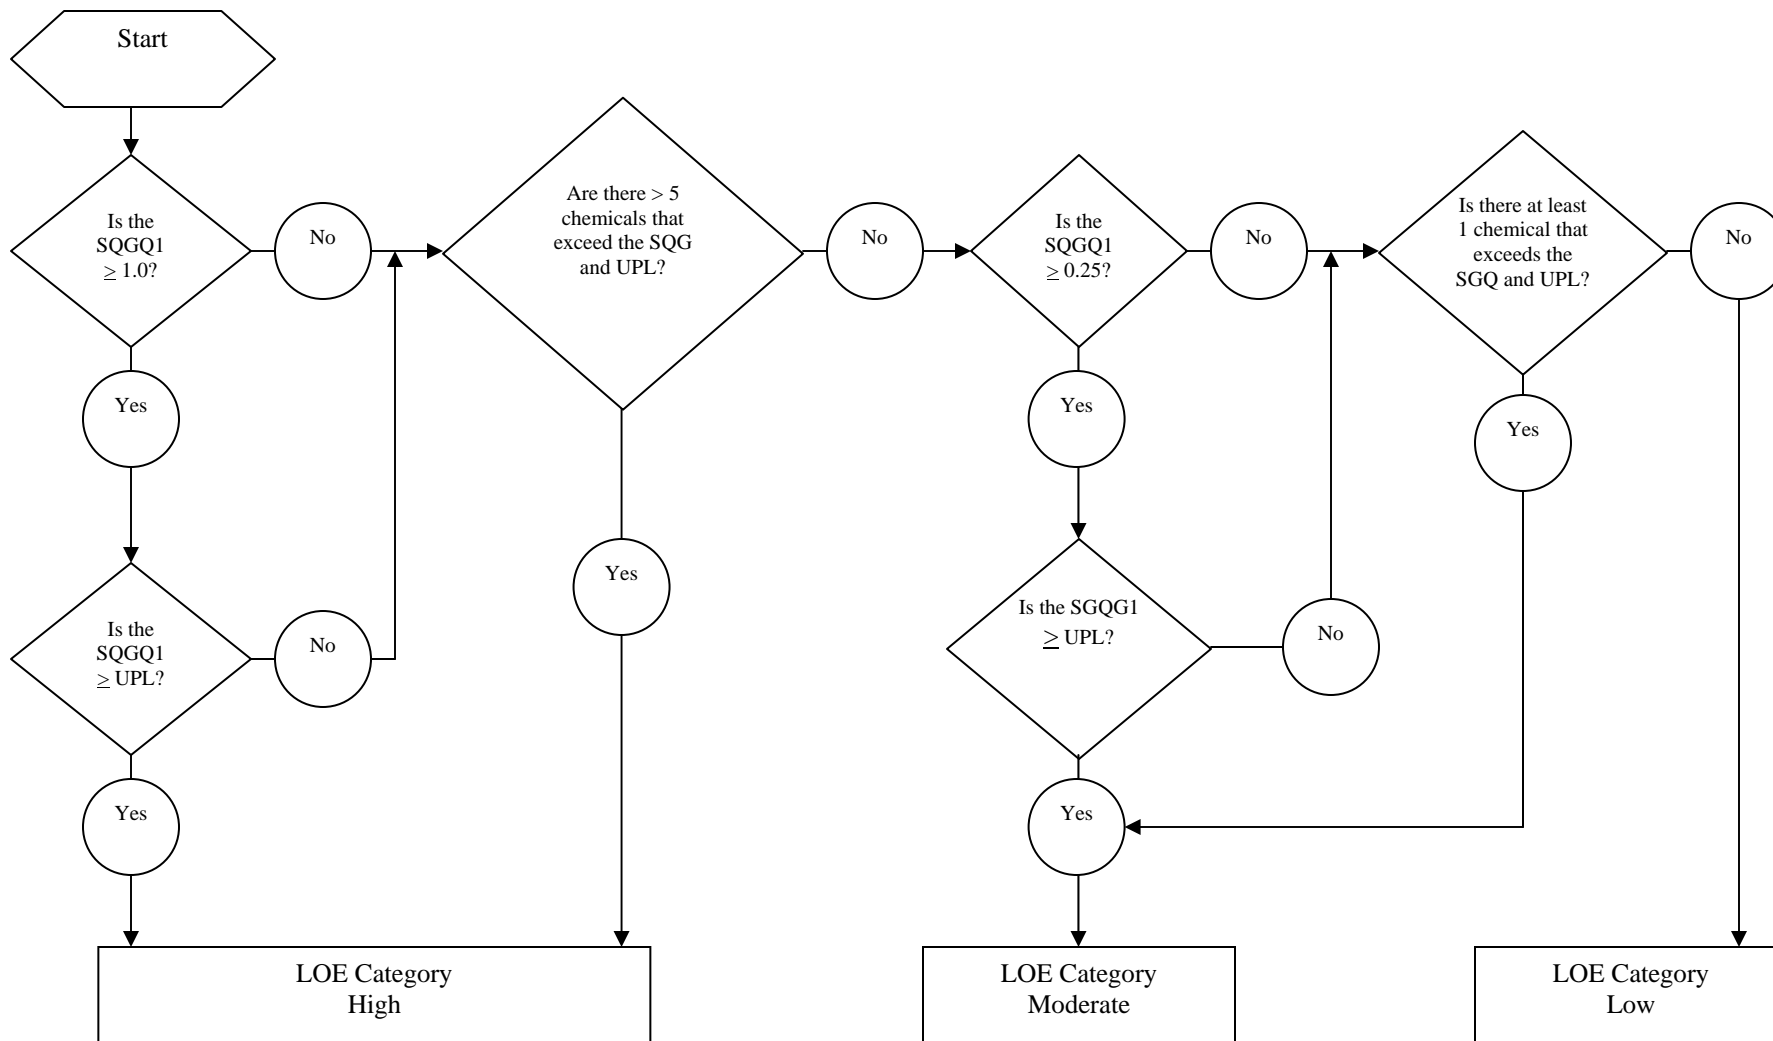 Start
Is the
SQGQ1
≥ 1.0?
No
Are there > 5
chemicals that
exceed the SQG
and UPL?
No
Is the
SQGQ1
≥ 0.25?
No
Is there at least
1 chemical that
exceeds the
SGQ and UPL?
No
Yes
Yes
Yes
Yes
Is the
SQGQ1
≥ UPL?
No
Is the SGQG1
≥ UPL?
No
Yes
Yes
LOE Category
High
LOE Category
Moderate
LOE Category
Low